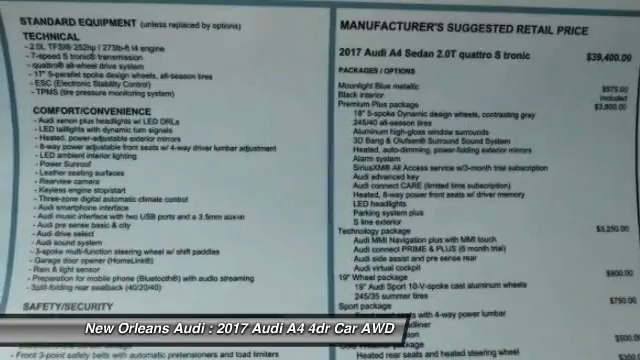 STANDARD EQUIPMENT (unless replaced by options)
TECHNICAL
- 2.0L TFSI® 252hp / 273lb-ft I4 engine
- 7-speed S tronic® transmission
- quattro® all-wheel drive system
- 17" 5-parallel spoke design wheels, all-season tires
- ESC (Electronic Stability Control)
- TPMS (tire pressure monitoring system)
COMFORT/CONVENIENCE
- Audi xenon plus headlights w/ LED DRLs
- LED taillights with dynamic turn signals
- Heated, power-adjustable exterior mirrors
- 8-way power adjustable front seats w/ 4-way driver lumbar adjustment
- LED ambient interior lighting
- Power Sunroof
- Leather seating surfaces
- Rearview camera
- Keyless engine stop/start
- Three-zone digital automatic climate control
- Audi smartphone interface
- Audi music interface with two USB ports and a 3.5mm aux-in
- Audi pre sense basic & city
- Audi drive select
- Audi sound system
- 3-spoke multi-function steering wheel w/ shift paddles
- Garage door opener (HomeLink®)
- Rain & light sensor
- Preparation for mobile phone (Bluetooth®) with audio streaming
- Split-folding rear seatback (40/20/40)
SAFETY/SECURITY
- Front 3-point safety belts with automatic pretensioners and load limiters
MANUFACTURER'S SUGGESTED RETAIL PRICE
2017 Audi A4 Sedan 2.0T quattro S tronic $39,400.00
PACKAGES / OPTIONS
Moonlight Blue metallic $575.00
Black interior Included
Premium Plus package $3,800.00
18" 5-spoke Dynamic design wheels, contrasting gray
245/40 all-season tires
Aluminum high-gloss window surrounds
3D Bang & Olufsen® Surround Sound System
Heated, auto-dimming, power-folding exterior mirrors
Alarm system
SiriusXM® All Access service w/3-month trial subscription
Audi advanced key
Audi connect CARE (limited time subscription)
Heated, 8-way power front seats w/ driver memory
LED headlights
Parking system plus
S line exterior
Technology package $3,250.00
Audi MMI Navigation plus with MMI touch
Audi connect PRIME & PLUS (6 month trial)
Audi side assist and pre sense rear
Audi virtual cockpit
19" Wheel package $800.00
19" Audi Sport 10-V-spoke cast aluminum wheels
245/35 summer tires
Sport package $750.00
Front sport seats with 4-way power lumbar
headliner
$500.00
Heated rear seats and heated steering wheel
New Orleans Audi : 2017 Audi A4 4dr Car AWD